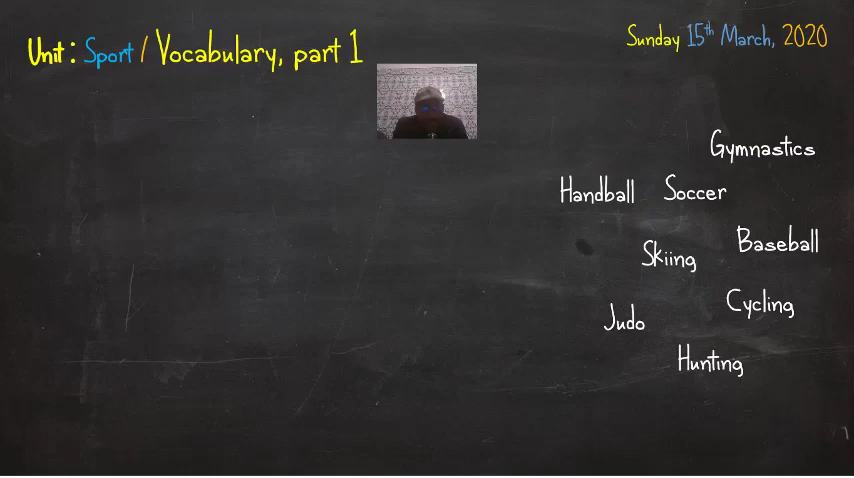 Unit: Sport / Vocabulary, part 1
Sunday 15th March, 2020
Gymnastics
Handball Soccer
Baseball
Skiing
Cycling
Judo
Hunting